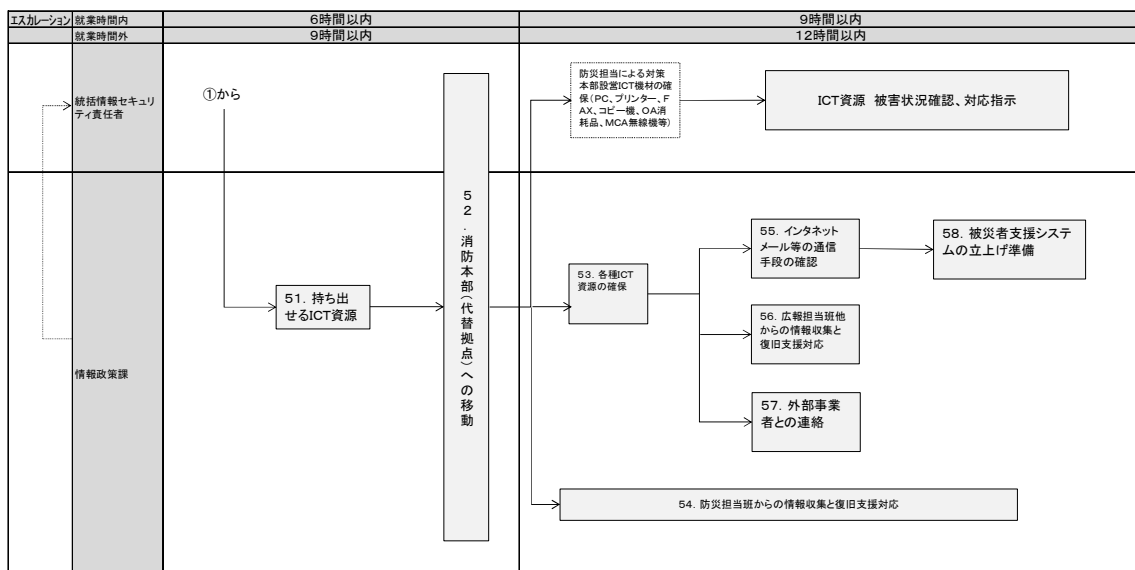 エスカレーション 就業時間内 6時間以内 9時間以内
就業時間外 9時間以内 12時間以内
統括情報セキュリ
ティ責任者
①から
防災担当による対策
本部設営ICT機材の確
保（PC、プリンター、F
AX、コピー機、OA消
耗品、MCA無線機等）
ICT資源 被害状況確認、対応指示
情報政策課
51．持ち出
せるICT資源
52．消防本部（代替拠点）への移動
53．各種ICT
資源の確保
55．インタネット
メール等の通信
手段の確認
58．被災者支援システ
ムの立上げ準備
56．広報担当班他
からの情報収集と
復旧支援対応
57．外部事業
者との連絡
54．防災担当班からの情報収集と復旧支援対応